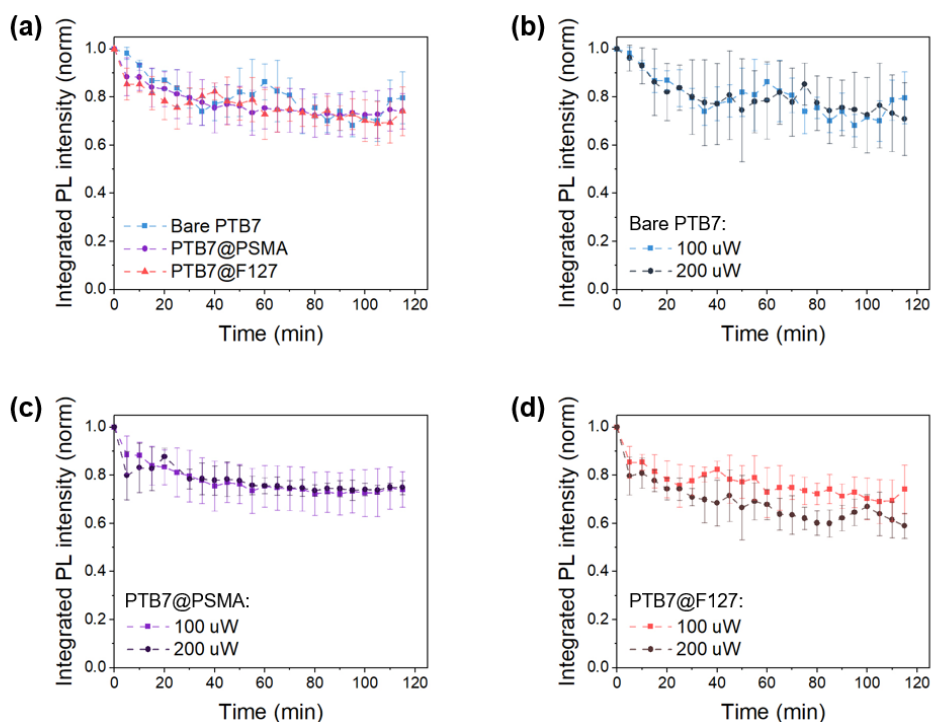 (a)
Integrated PL intensity (norm)
1.0
0.8
0.6
0.4
0.2
0.0
Bare PTB7
PTB7@PSMA
PTB7@F127
0 20 40 60 80 100 120
Time (min)
(b)
Integrated PL intensity (norm)
1.0
0.8
0.6
0.4
0.2
0.0
Bare PTB7:
100 uW
200 uW
0 20 40 60 80 100 120
Time (min)
(c)
Integrated PL intensity (norm)
1.0
0.8
0.6
0.4
0.2
0.0
PTB7@PSMA:
100 uW
200 uW
0 20 40 60 80 100 120
Time (min)
(d)
Integrated PL intensity (norm)
1.0
0.8
0.6
0.4
0.2
0.0
PTB7@F127:
100 uW
200 uW
0 20 40 60 80 100 120
Time (min)